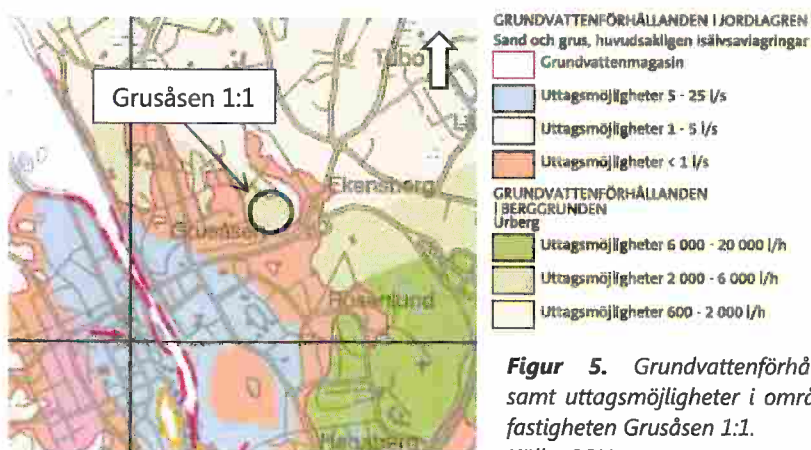 Grusåsen 1:1
Ekensberg
Grusåsen
Rosenlund
GRUNDVATTENFÖRHÅLLANDEN I JORDLAGREN
Sand och grus, huvudsakligen isälvsavlagringar
Grundvattenmagasin
Uttagsmöjligheter 5 - 25 l/s
Uttagsmöjligheter 1 - 5 l/s
Uttagsmöjligheter < 1 l/s
GRUNDVATTENFÖRHÅLLANDEN
I BERGGRUNDEN
Urberg
Uttagsmöjligheter 6 000 - 20 000 l/h
Uttagsmöjligheter 2 000 - 6 000 l/h
Uttagsmöjligheter 600 - 2 000 l/h
Figur 5. Grundvattenförhå
samt uttagsmöjligheter i områ
fastigheten Grusåsen 1:1.